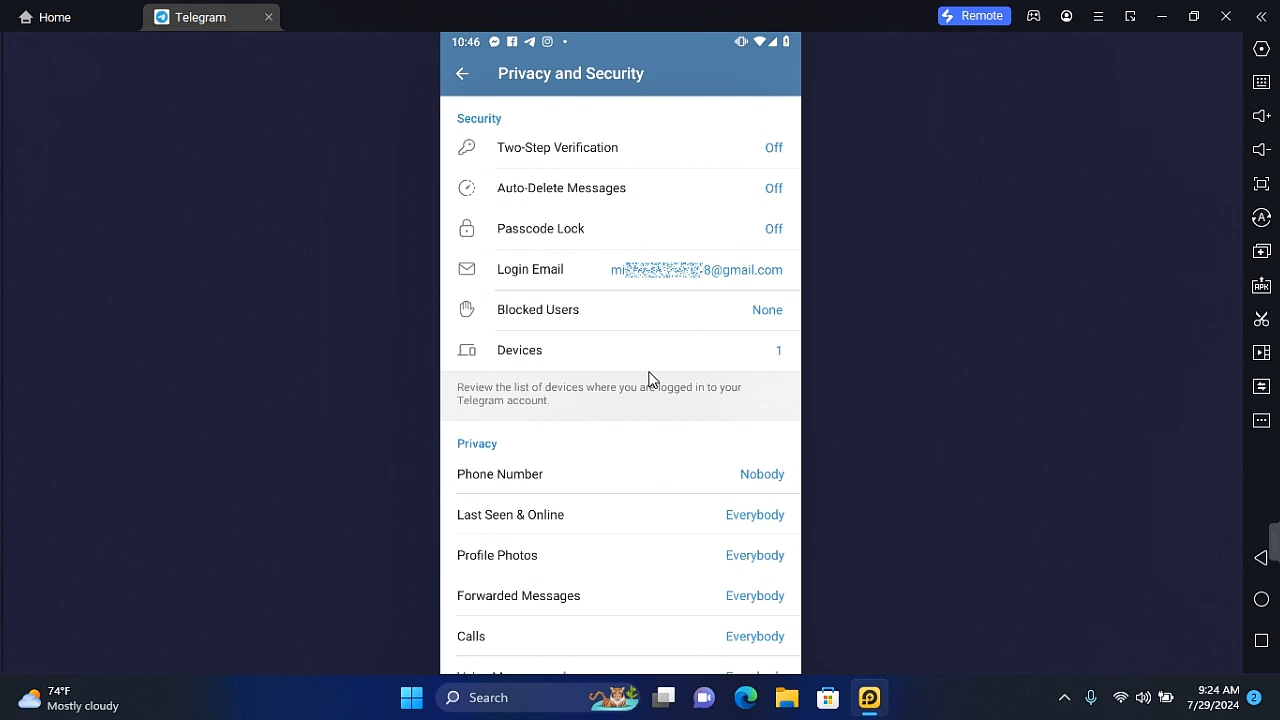 Home
Telegram
Remote
10:46
Privacy and Security
Security
Two-Step Verification Off
Auto-Delete Messages Off
Passcode Lock Off
Login Email mi 8@gmail.com
Blocked Users None
Devices 1
Review the list of devices where you are logged in to your
Telegram account.
Privacy
Phone Number Nobody
Last Seen & Online Everybody
Profile Photos Everybody
Forwarded Messages Everybody
Calls Everybody
APK
74°F
Mostly cloudy
Search
9:24 AM
7/29/2024
2